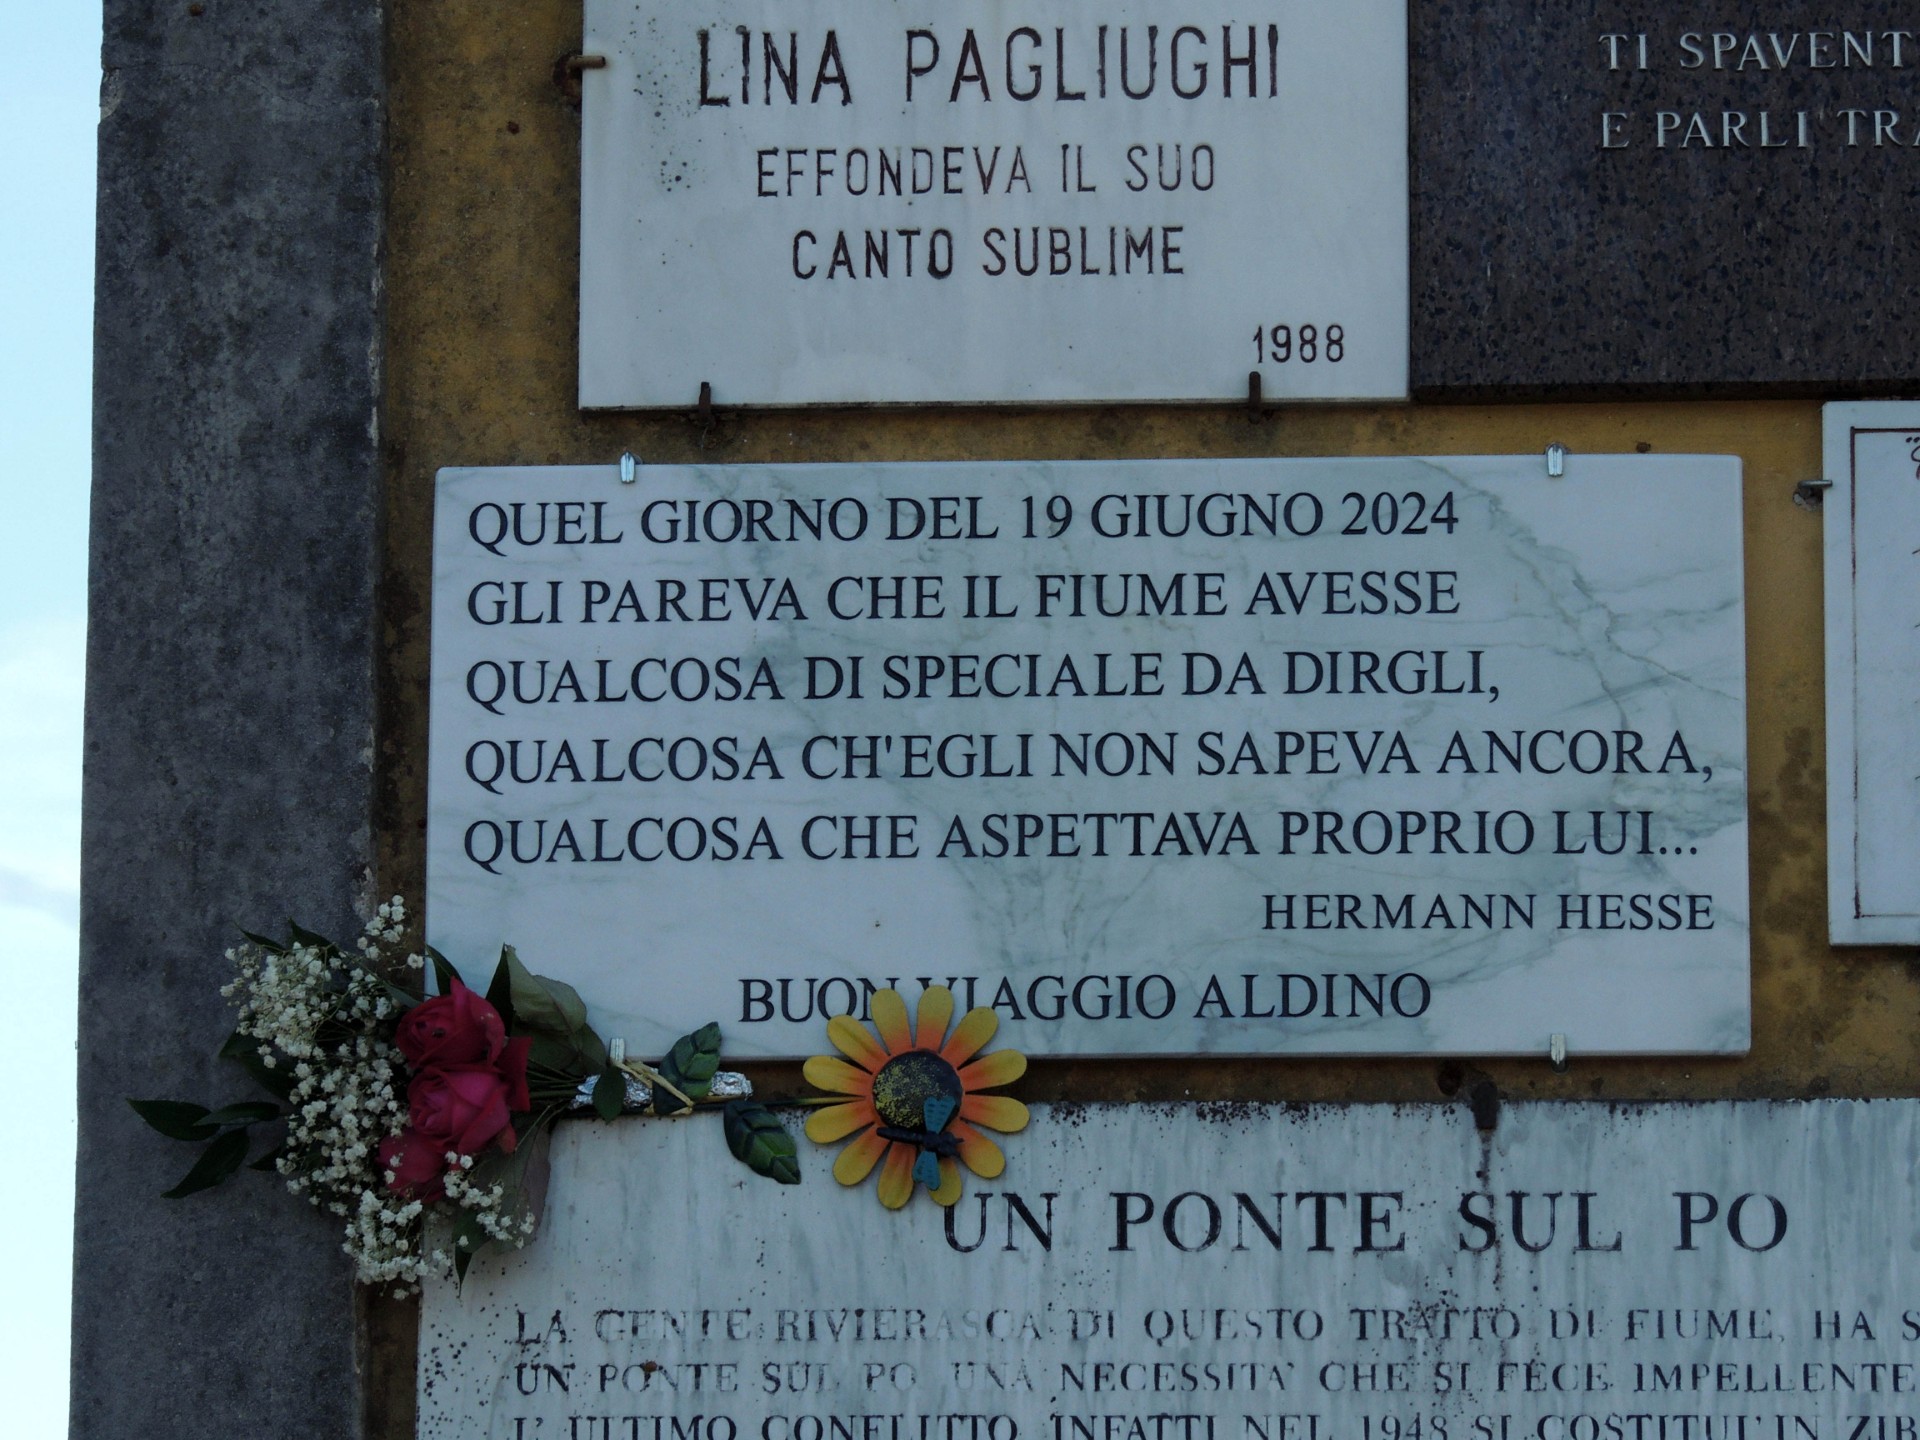 LINA PAGLIUGHI
EFFONDEVA IL SUO
CANTO SUBLIME
1988
TI SPAVENT
E PARLI TRA
QUEL GIORNO DEL 19 GIUGNO 2024
GLI PAREVA CHE IL FIUME AVESSE
QUALCOSA DI SPECIALE DA DIRGLI,
QUALCOSA CH'EGLI NON SAPEVA ANCORA,
QUALCOSA CHE ASPETTAVA PROPRIO LUI...
HERMANN HESSE
BUON VIAGGIO ALDINO
UN PONTE SUL PO
LA GENTE RIVIERASCA DI QUESTO TRATTO DI FIUME, HA S
UN PONTE SUL PO UNA NECESSITA' CHE SI FECE IMPELLENTE
L' ULTIMO CONFLITTO INFATTI NEL 1948 SI COSTITUI' IN ZIB